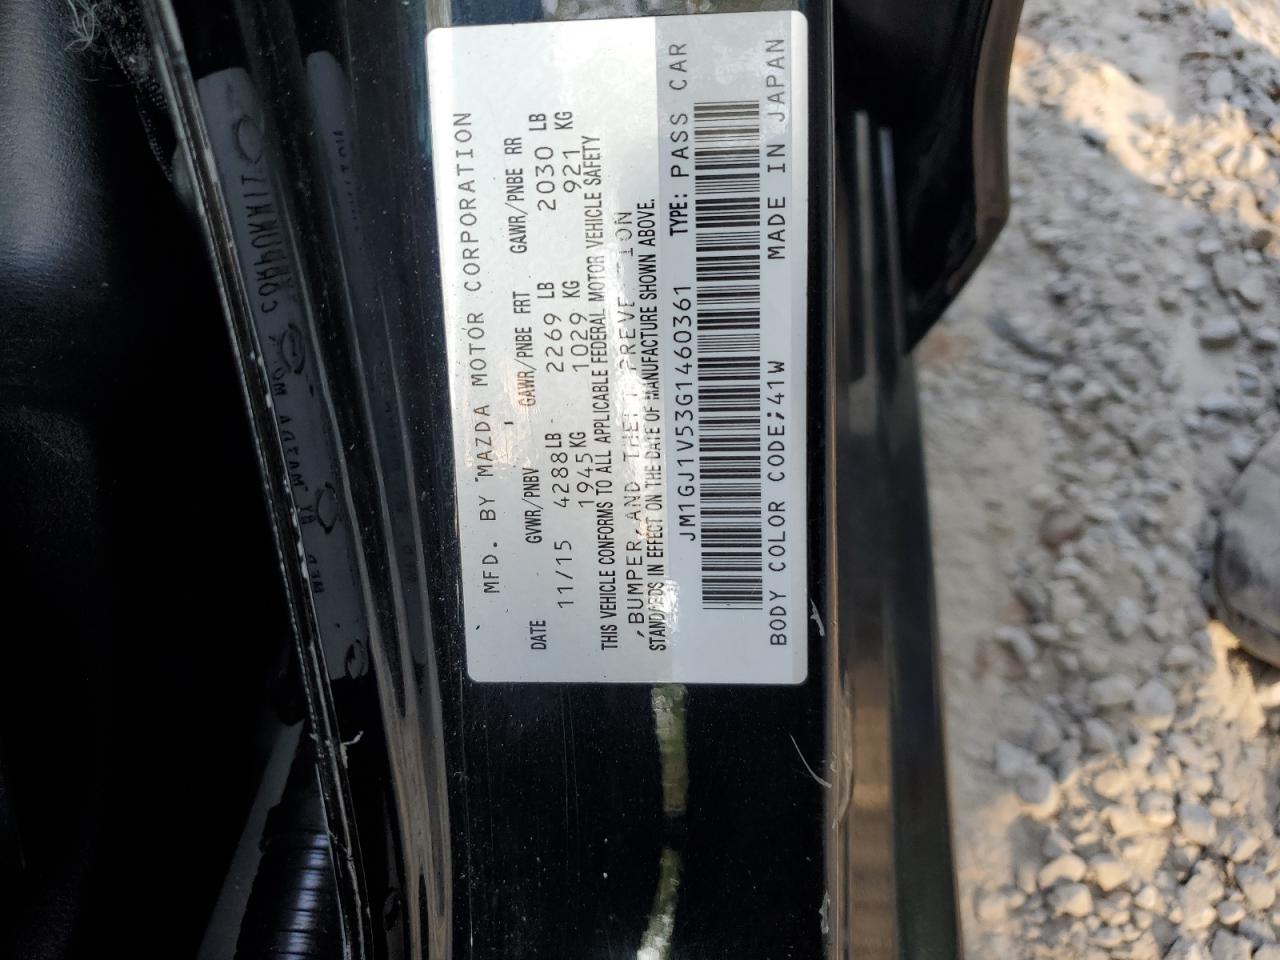 MFD. BY MAZDA MOTOR CORPORATION
DATE GVWR/PNBV GAWR/PNBE FRT GAWR/PNBE RR
11/15 4288LB 2269 LB 2030 LB
1945KG 1029 KG 921 KG
THIS VEHICLE CONFORMS TO ALL APPLICABLE FEDERAL MOTOR VEHICLE SAFETY
,BUMPER, AND
STANDARDS IN EFFECT ON THE DATE OF MANUFACTURE SHOWN ABOVE.
JM1GJ1V53G1460361 TYPE: PASS CAR
BODY COLOR CODE;41W MADE IN JAPAN